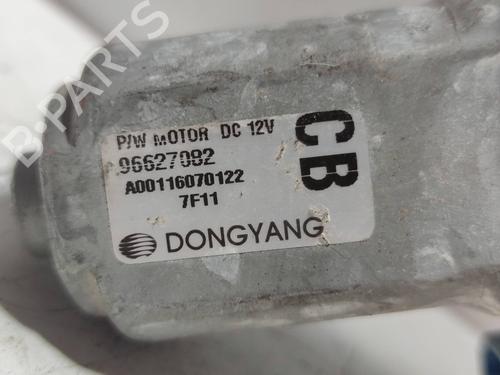 B-PARTS
P/W MOTOR DC 12V
96627082
A00116070122
7F11
DONGYANG
CB